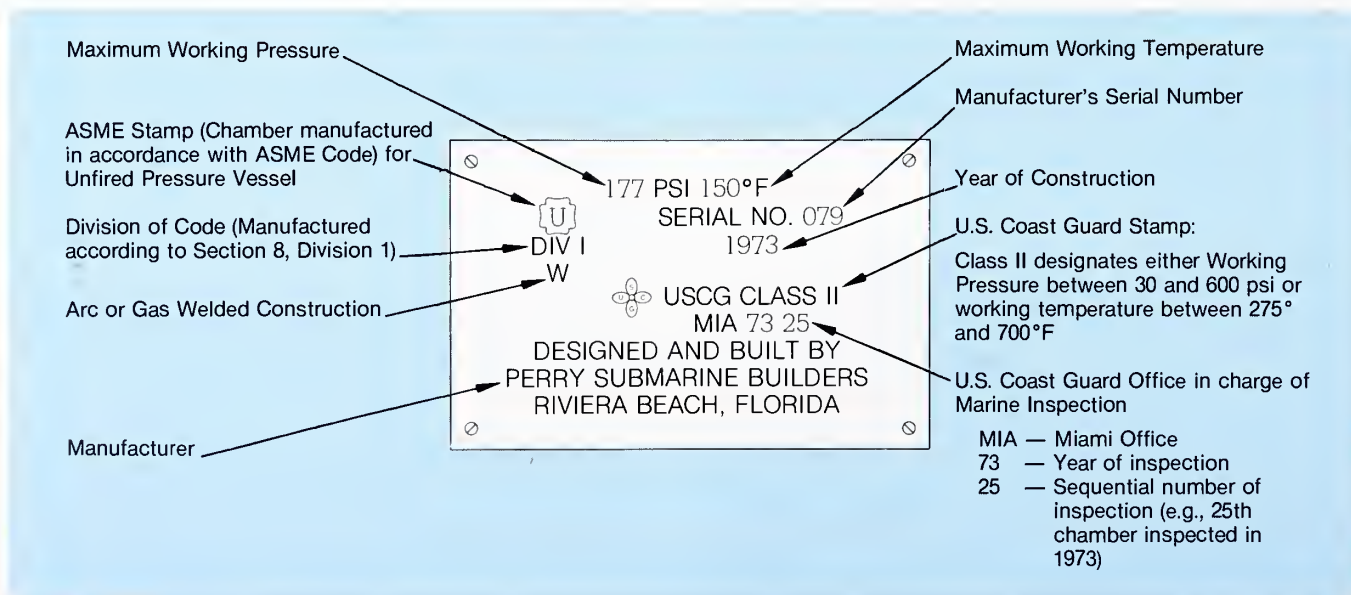 Maximum Working Pressure
ASME Stamp (Chamber manufactured
in accordance with ASME Code) for
Unfired Pressure Vessel
Division of Code (Manufactured
according to Section 8, Division 1)
Arc or Gas Welded Construction
Manufacturer
177 PSI 150°F
SERIAL NO. 079
1973
U
DIV I
W
U S C G
USCG CLASS II
MIA 73 25
DESIGNED AND BUILT BY
PERRY SUBMARINE BUILDERS
RIVIERA BEACH, FLORIDA
Maximum Working Temperature
Manufacturer's Serial Number
Year of Construction
U.S. Coast Guard Stamp:
Class II designates either Working
Pressure between 30 and 600 psi or
working temperature between 275°
and 700°F
U.S. Coast Guard Office in charge of
Marine Inspection
MIA — Miami Office
73 — Year of inspection
25 — Sequential number of
inspection (e.g., 25th
chamber inspected in
1973)